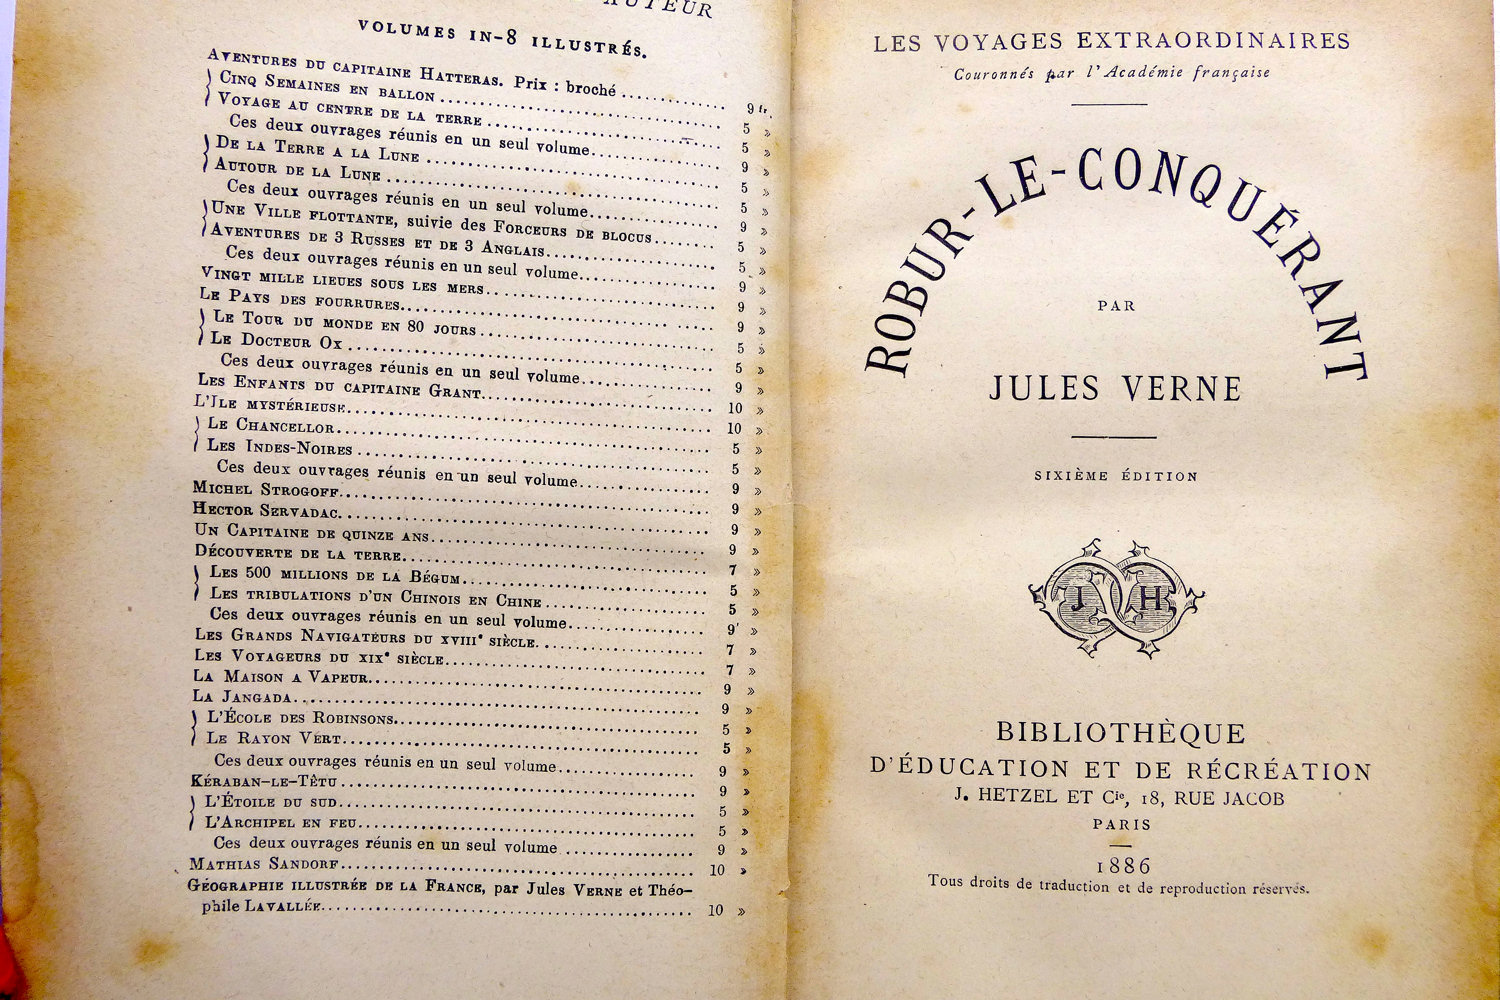 AUTEUR
VOLUMES IN-8 ILLUSTRÉS.
AVENTURES DU CAPITAINE HATTERAS. Prix : broché 9 fr.
CINQ SEMAINES EN BALLON 5 »
VOYAGE AU CENTRE DE LA TERRE 5 »
Ces deux ouvrages réunis en un seul volume 9 »
DE LA TERRE A LA LUNE 5 »
AUTOUR DE LA LUNE 5 »
Ces deux ouvrages réunis en un seul volume 9 »
UNE VILLE FLOTTANTE, suivie des FORCEURS DE BLOCUS 5 »
AVENTURES DE 3 RUSSES ET DE 3 ANGLAIS 5 »
Ces deux ouvrages réunis en un seul volume 9 »
VINGT MILLE LIEUES SOUS LES MERS 9 »
LE PAYS DES FOURRURES 9 »
LE TOUR DU MONDE EN 80 JOURS 5 »
LE DOCTEUR OX 5 »
Ces deux ouvrages réunis en un seul volume 9 »
LES ENFANTS DU CAPITAINE GRANT 10 »
L'ILE MYSTÉRIEUSE 10 »
LE CHANCELLOR 5 »
LES INDES-NOIRES 5 »
Ces deux ouvrages réunis en un seul volume 9 »
MICHEL STROGOFF 9 »
HECTOR SERVADAC 9 »
UN CAPITAINE DE QUINZE ANS 9 »
DÉCOUVERTE DE LA TERRE 7 »
LES 500 MILLIONS DE LA BÉGUM 5 »
LES TRIBULATIONS D'UN CHINOIS EN CHINE 5 »
Ces deux ouvrages réunis en un seul volume 9 »
LES GRANDS NAVIGATEURS DU XVIIIe SIÈCLE 7 »
LES VOYAGEURS DU XIXe SIÈCLE 7 »
LA MAISON A VAPEUR 9 »
LA JANGADA 9 »
L'ÉCOLE DES ROBINSONS 5 »
LE RAYON VERT 5 »
Ces deux ouvrages réunis en un seul volume 9 »
KÉRABAN-LE-TÊTU 9 »
L'ÉTOILE DU SUD 5 »
L'ARCHIPEL EN FEU 5 »
Ces deux ouvrages réunis en un seul volume 9 »
MATHIAS SANDORF 10 »
GÉOGRAPHIE ILLUSTRÉE DE LA FRANCE, par JULES VERNE et Théo-
phile LAVALLÉE 10 »
LES VOYAGES EXTRAORDINAIRES
Couronnés par l'Académie française
ROBUR-LE-CONQUÉRANT
PAR
JULES VERNE
SIXIÈME ÉDITION
J H
BIBLIOTHÈQUE
D'ÉDUCATION ET DE RÉCRÉATION
J. HETZEL ET Cie, 18, RUE JACOB
PARIS
1886
Tous droits de traduction et de reproduction réservés.